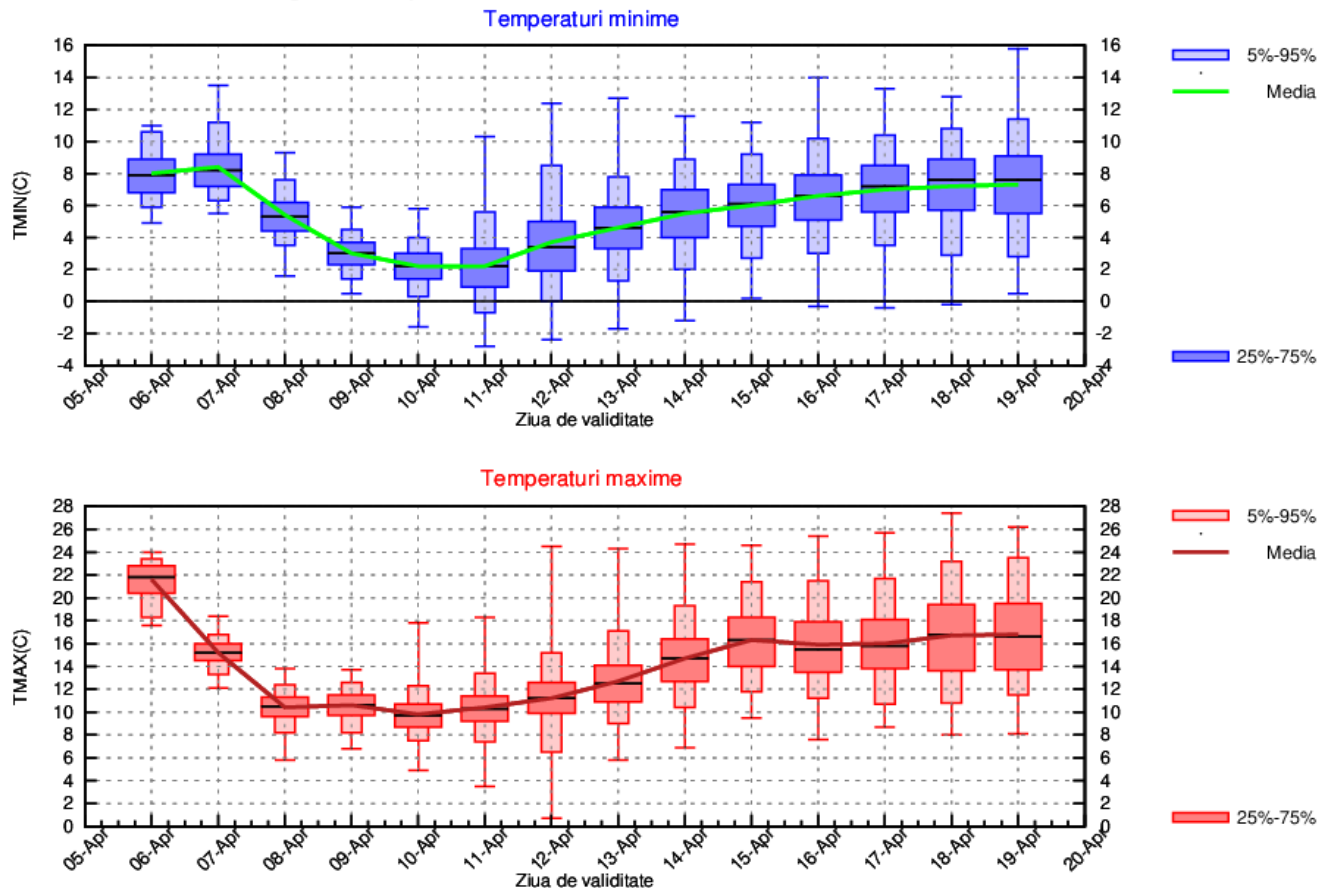 Temperaturi minime
16
14
12
10
8
6
4
2
0
-2
-4
TMIN(C)
16
14
12
10
8
6
4
2
0
-2
-4
5%-95%
Media
25%-75%
05-Apr
06-Apr
07-Apr
08-Apr
09-Apr
10-Apr
11-Apr
12-Apr
13-Apr
14-Apr
15-Apr
16-Apr
17-Apr
18-Apr
19-Apr
20-Apr
Ziua de validitate
Temperaturi maxime
28
26
24
22
20
18
16
14
12
10
8
6
4
2
0
TMAX(C)
28
26
24
22
20
18
16
14
12
10
8
6
4
2
0
5%-95%
Media
25%-75%
05-Apr
06-Apr
07-Apr
08-Apr
09-Apr
10-Apr
11-Apr
12-Apr
13-Apr
14-Apr
15-Apr
16-Apr
17-Apr
18-Apr
19-Apr
20-Apr
Ziua de validitate